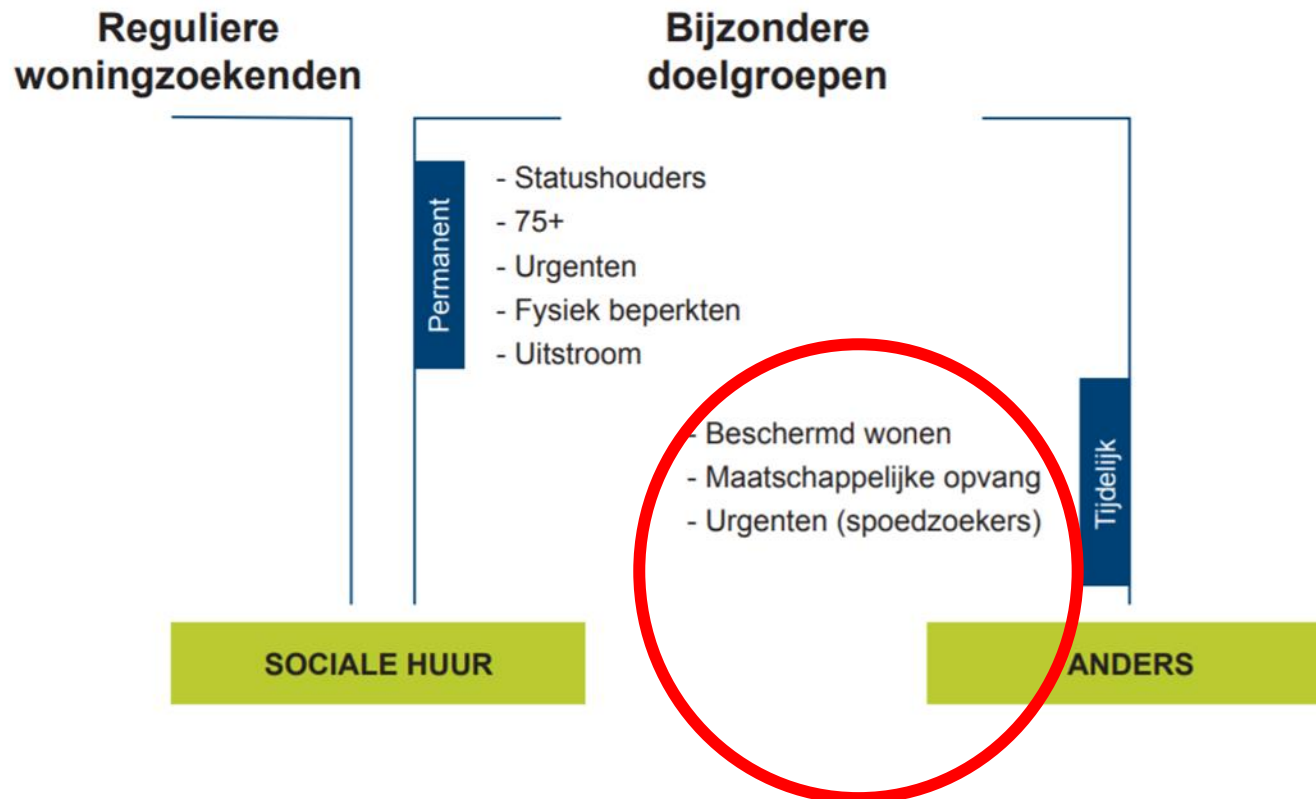 Reguliere
woningzoekenden
Bijzondere
doelgroepen
Permanent
- Statushouders
- 75+
- Urgenten
- Fysiek beperkten
- Uitstroom
- Beschermd wonen
- Maatschappelijke opvang
- Urgenten (spoedzoekers)
Tijdelijk
SOCIALE HUUR
ANDERS